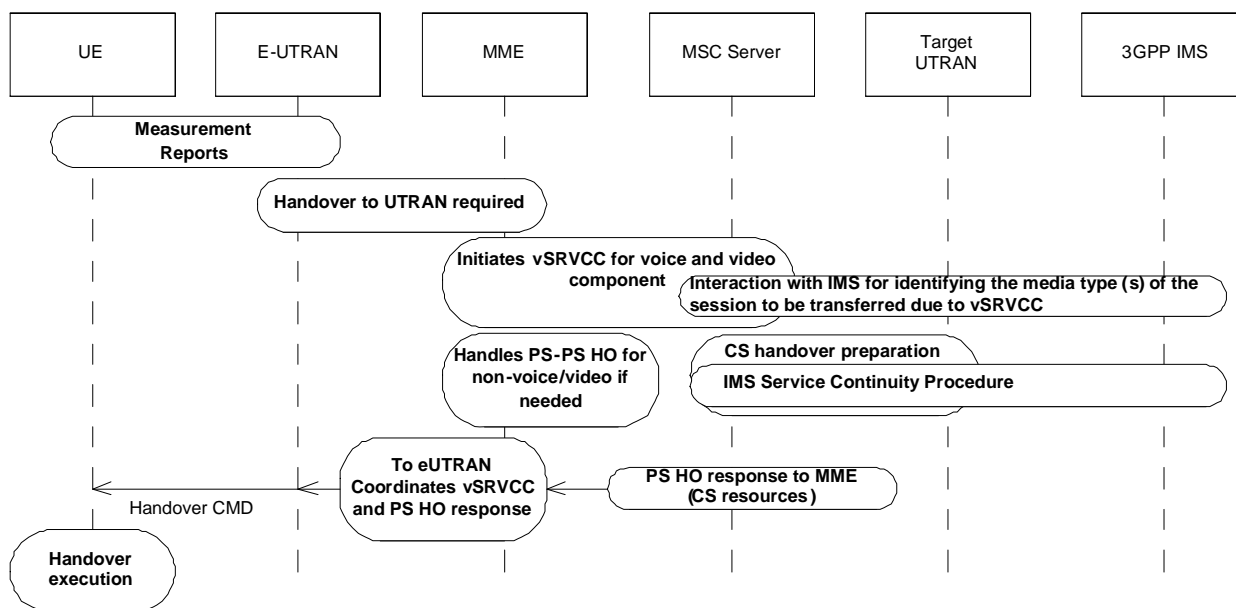 UE
E-UTRAN
MME
MSC Server
Target
UTRAN
3GPP IMS
Measurement
Reports
Handover to UTRAN required
Initiates vSRVCC for voice and video
component
Interaction with IMS for identifying the media type (s) of the
session to be transferred due to vSRVCC
Handles PS-PS HO for
non-voice/video if
needed
CS handover preparation
IMS Service Continuity Procedure
To eUTRAN
Coordinates vSRVCC
and PS HO response
PS HO response to MME
(CS resources)
Handover CMD
Handover
execution